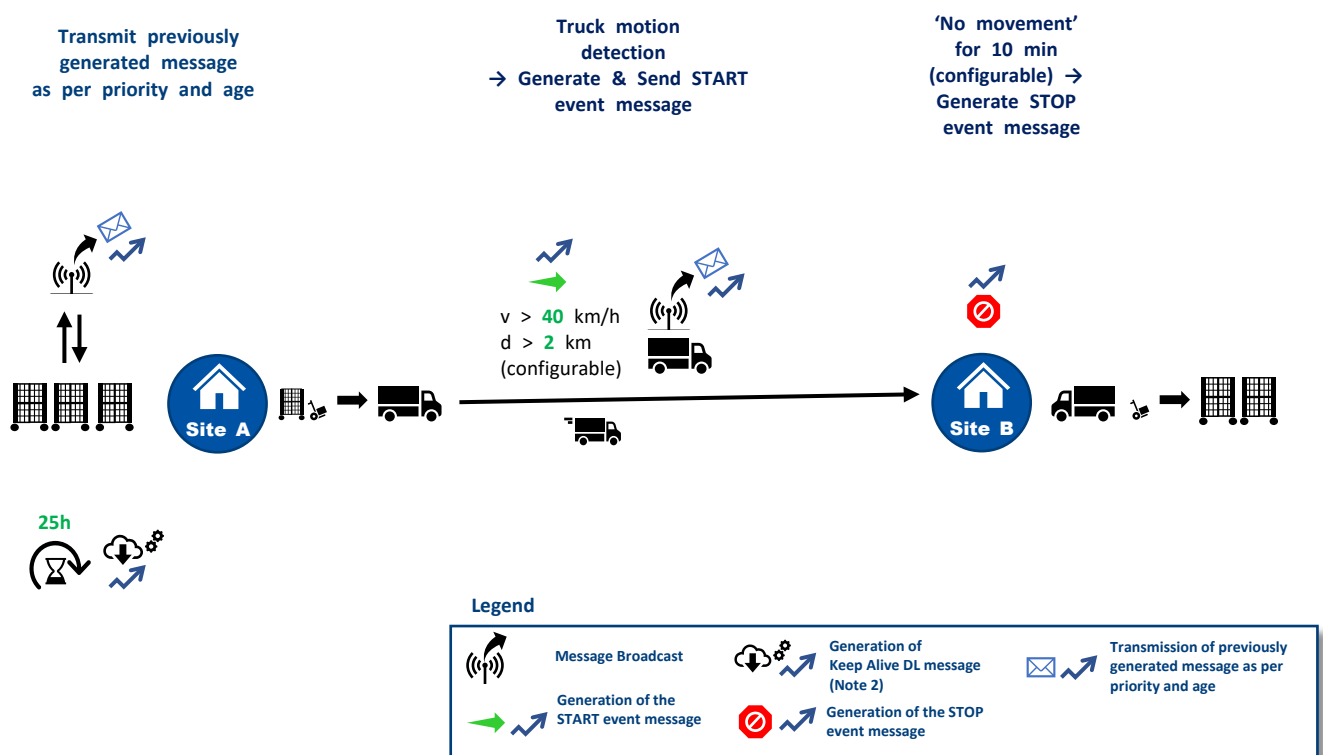 Transmit previously
generated message
as per priority and age
Truck motion
detection
→ Generate & Send START
event message
‘No movement’
for 10 min
(configurable) →
Generate STOP
event message
v > 40 km/h
d > 2 km
(configurable)
Site A
Site B
25h
Legend
Message Broadcast
Generation of
Keep Alive DL message
(Note 2)
Transmission of previously
generated message as per
priority and age
Generation of the
START event message
Generation of the STOP
event message